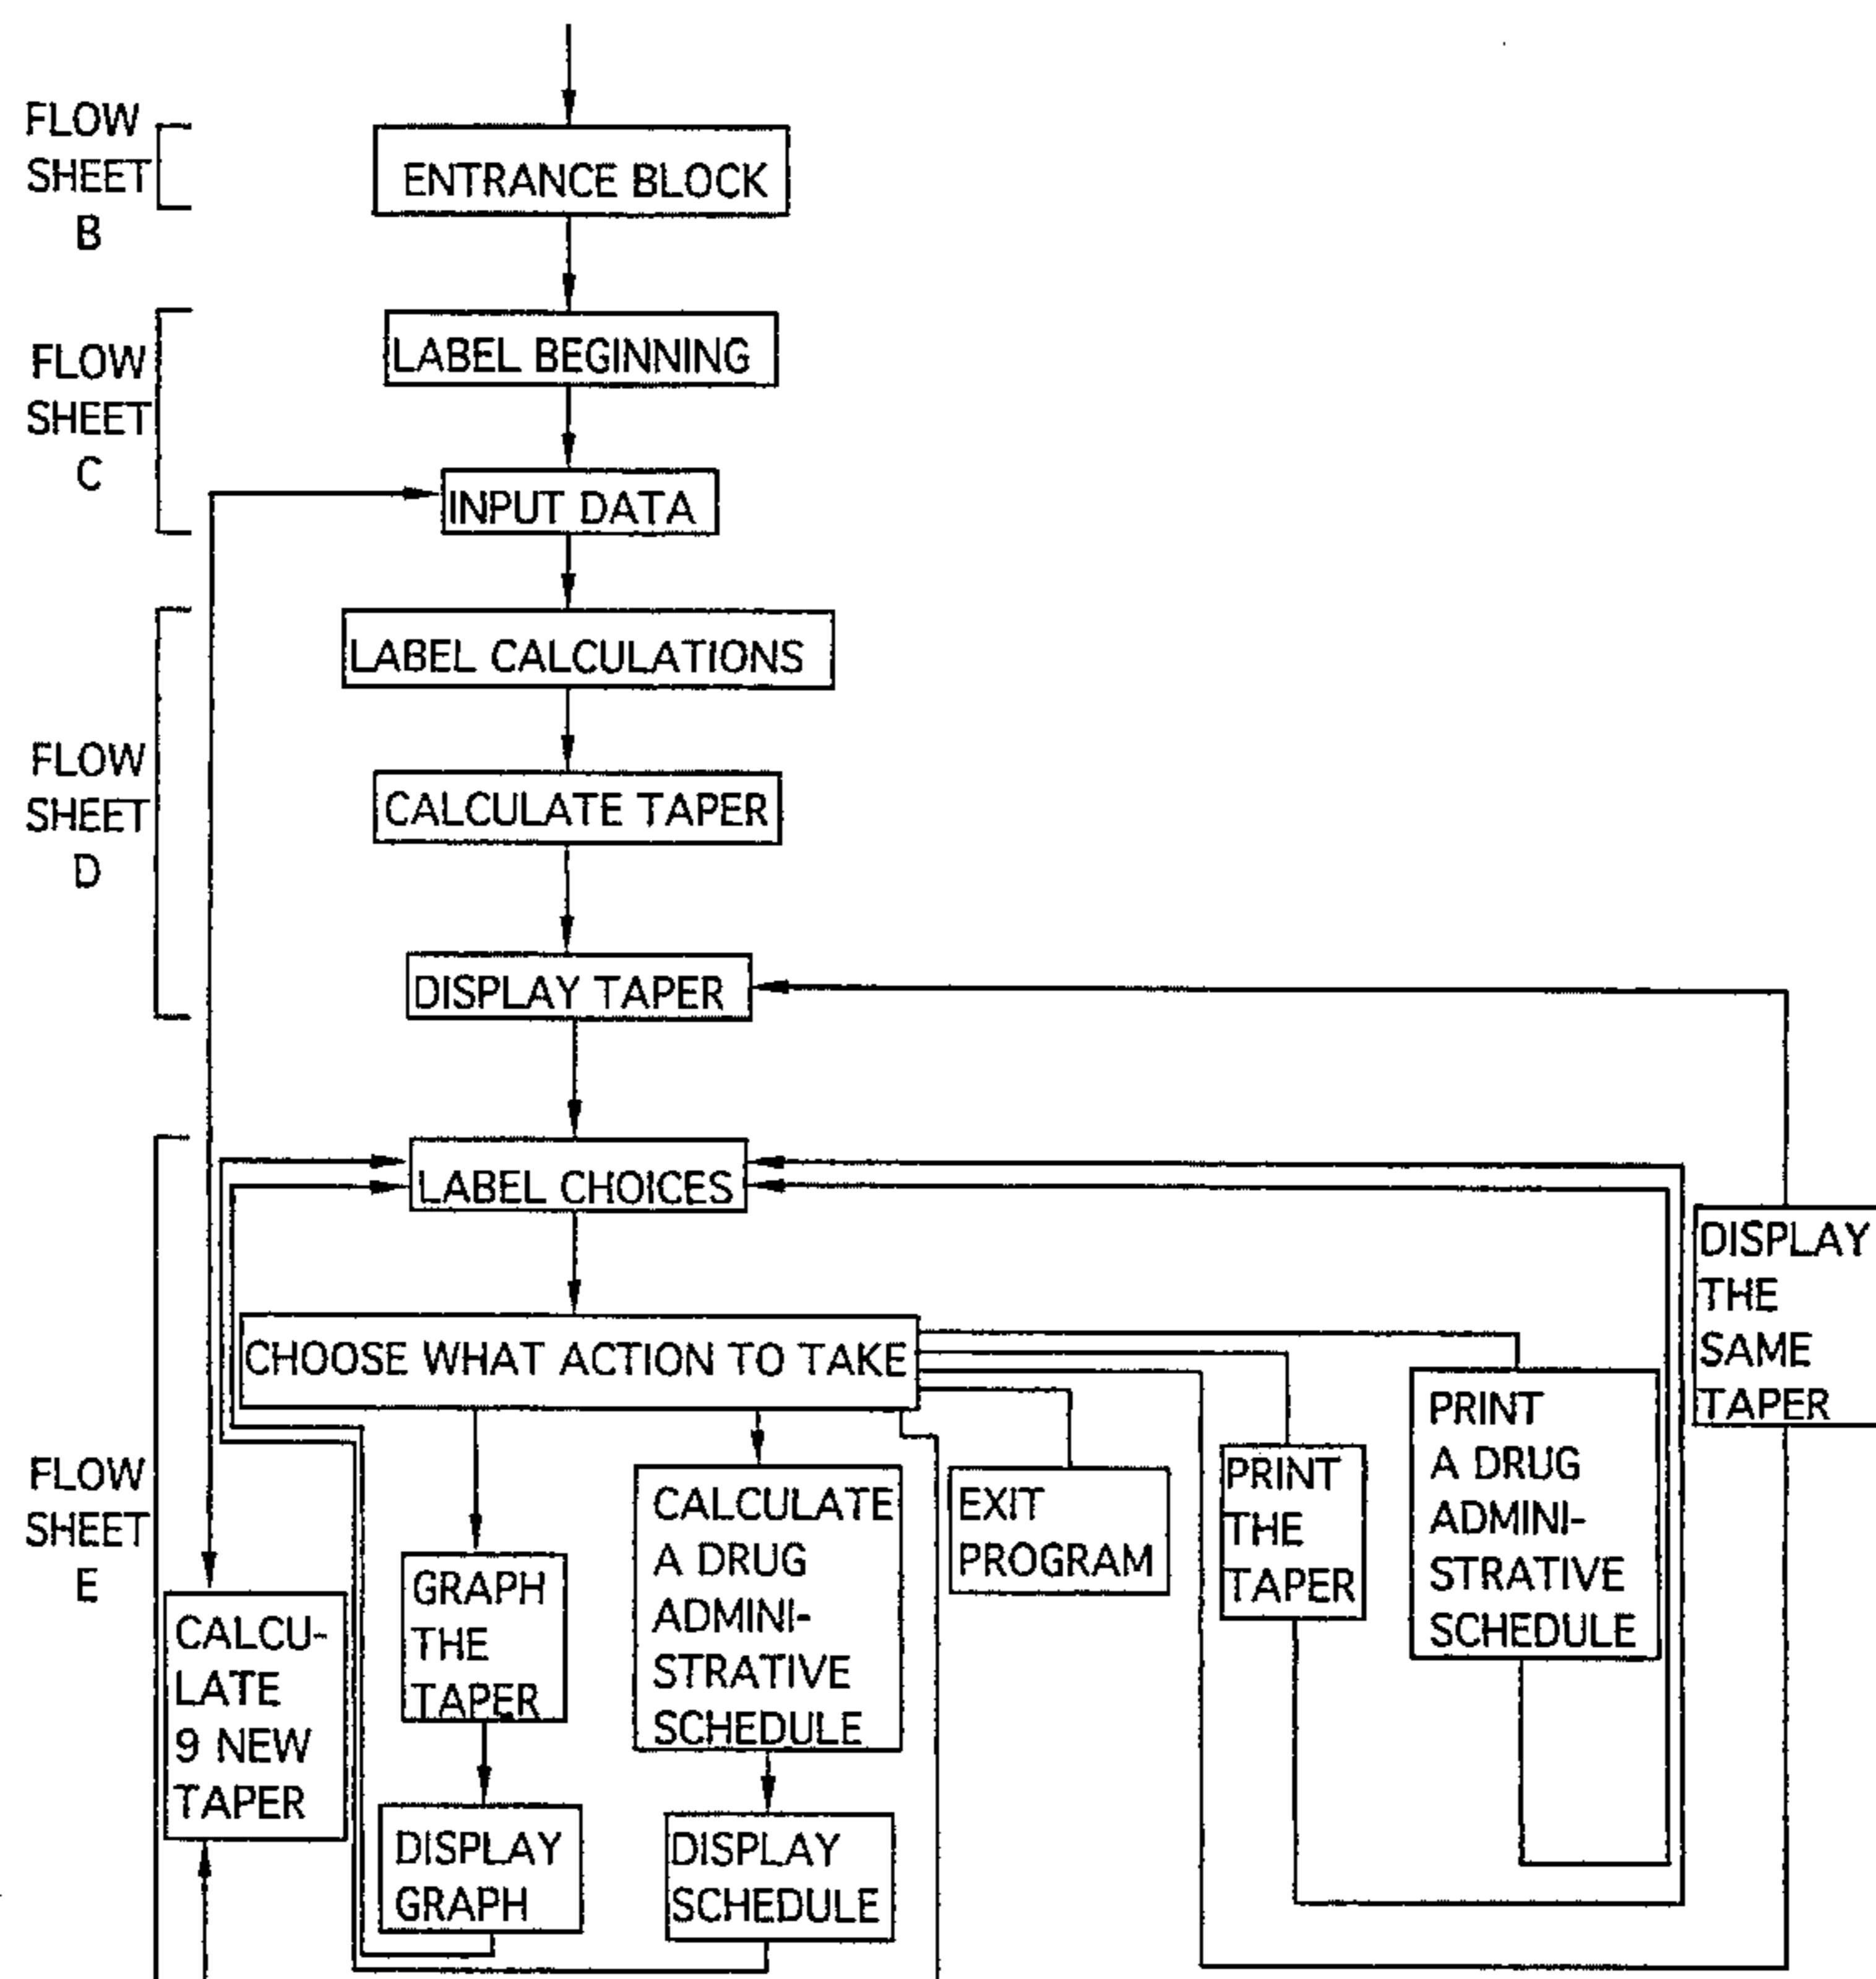 FLOW
SHEET
B
ENTRANCE BLOCK
FLOW
SHEET
C
LABEL BEGINNING
INPUT DATA
FLOW
SHEET
D
LABEL CALCULATIONS
CALCULATE TAPER
DISPLAY TAPER
FLOW
SHEET
E
LABEL CHOICES
CHOOSE WHAT ACTION TO TAKE
CALCU-
LATE
9 NEW
TAPER
GRAPH
THE
TAPER
DISPLAY
GRAPH
CALCULATE
A DRUG
ADMINI-
STRATIVE
SCHEDULE
DISPLAY
SCHEDULE
EXIT
PROGRAM
PRINT
THE
TAPER
PRINT
A DRUG
ADMINI-
STRATIVE
SCHEDULE
DISPLAY
THE
SAME
TAPER